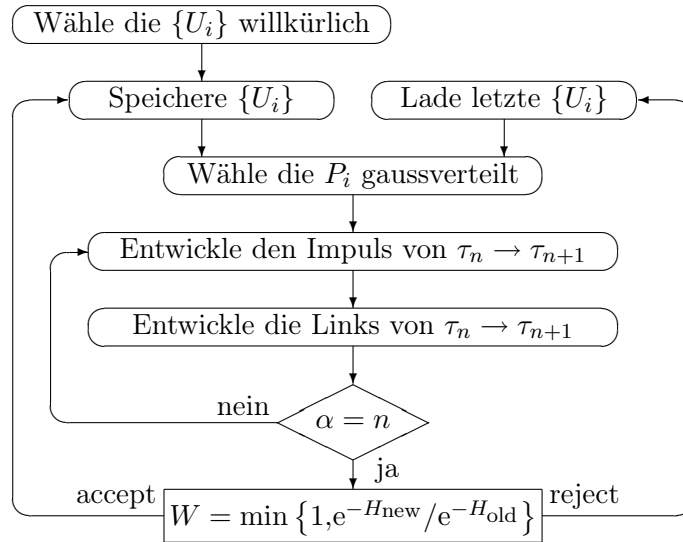 Wähle die {U_i} willkürlich
Speichere {U_i}
Lade letzte {U_i}
Wähle die P_i gaussverteilt
Entwickle den Impuls von τ_n → τ_{n+1}
Entwickle die Links von τ_n → τ_{n+1}
nein
α = n
ja
accept
W = min {1,e^{-H_new}/e^{-H_old}}
reject